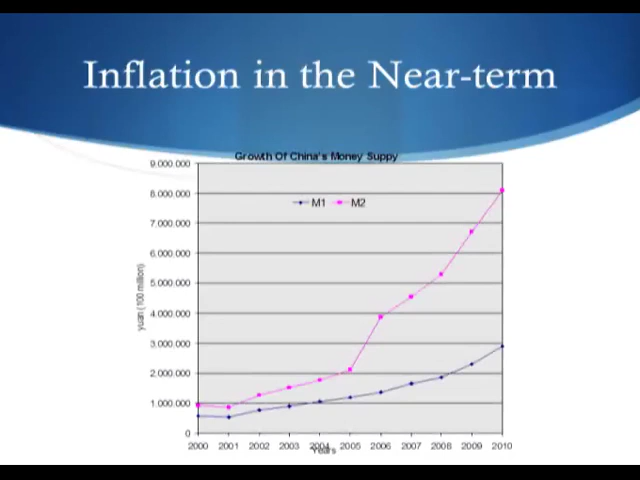 Inflation in the Near-term
Growth Of China's Money Suppy
9,000,000
8,000,000
7,000,000
6,000,000
5,000,000
4,000,000
3,000,000
2,000,000
1,000,000
0
yuan (100 million)
M1 M2
2000 2001 2002 2003 2004 2005 2006 2007 2008 2009 2010
Years